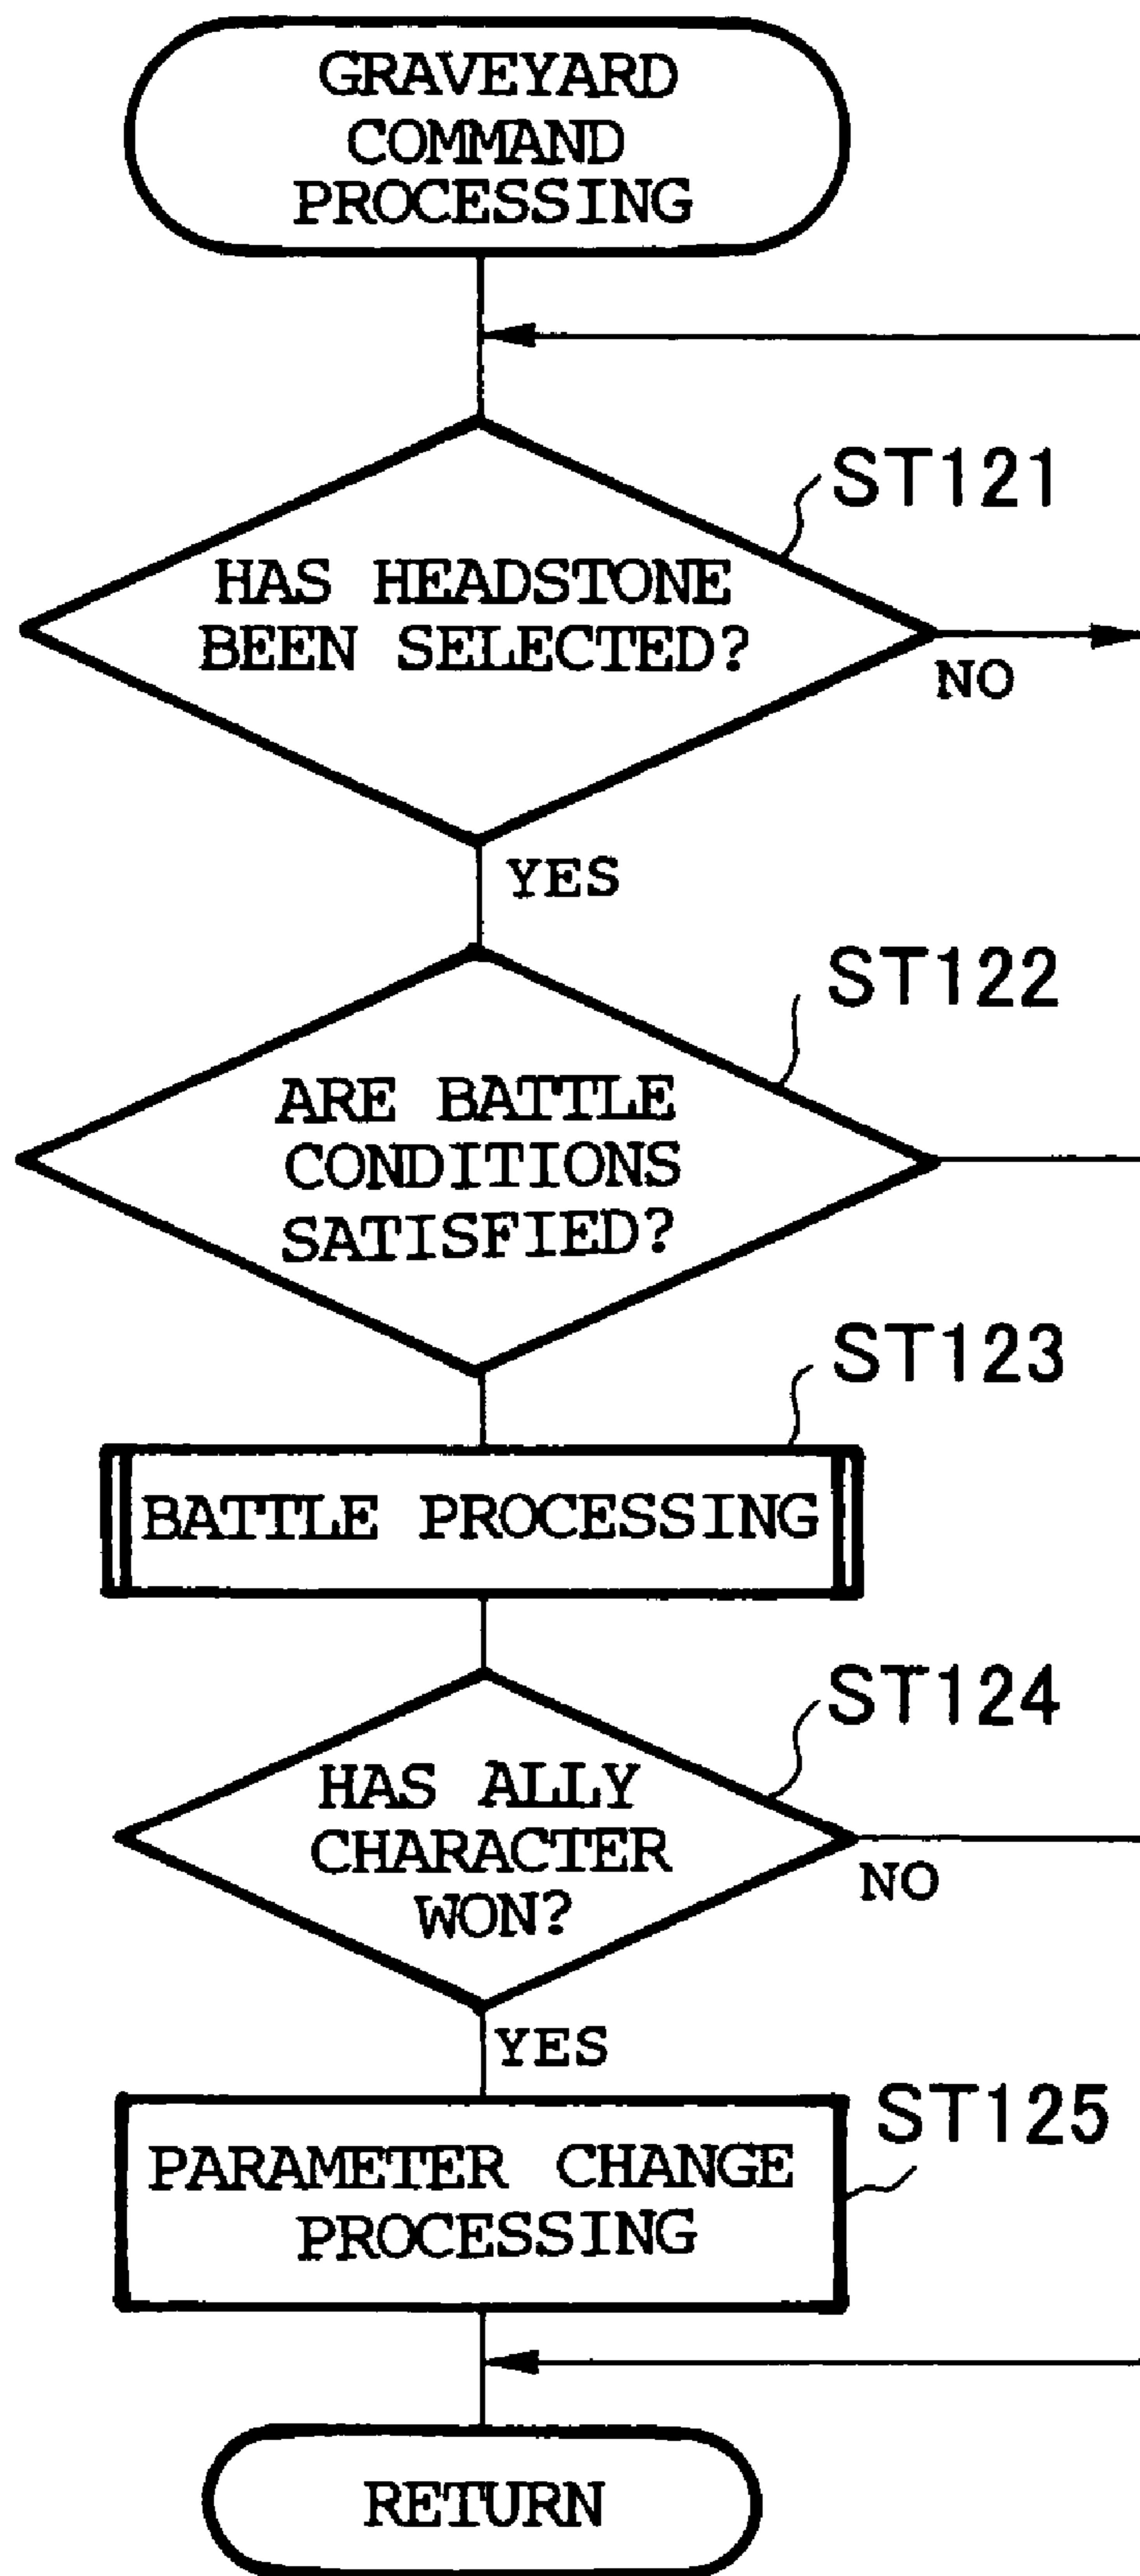 GRAVEYARD
COMMAND
PROCESSING
ST121
HAS HEADSTONE
BEEN SELECTED?
NO
YES
ST122
ARE BATTLE
CONDITIONS
SATISFIED?
ST123
BATTLE PROCESSING
ST124
HAS ALLY
CHARACTER
WON?
NO
YES
ST125
PARAMETER CHANGE
PROCESSING
RETURN